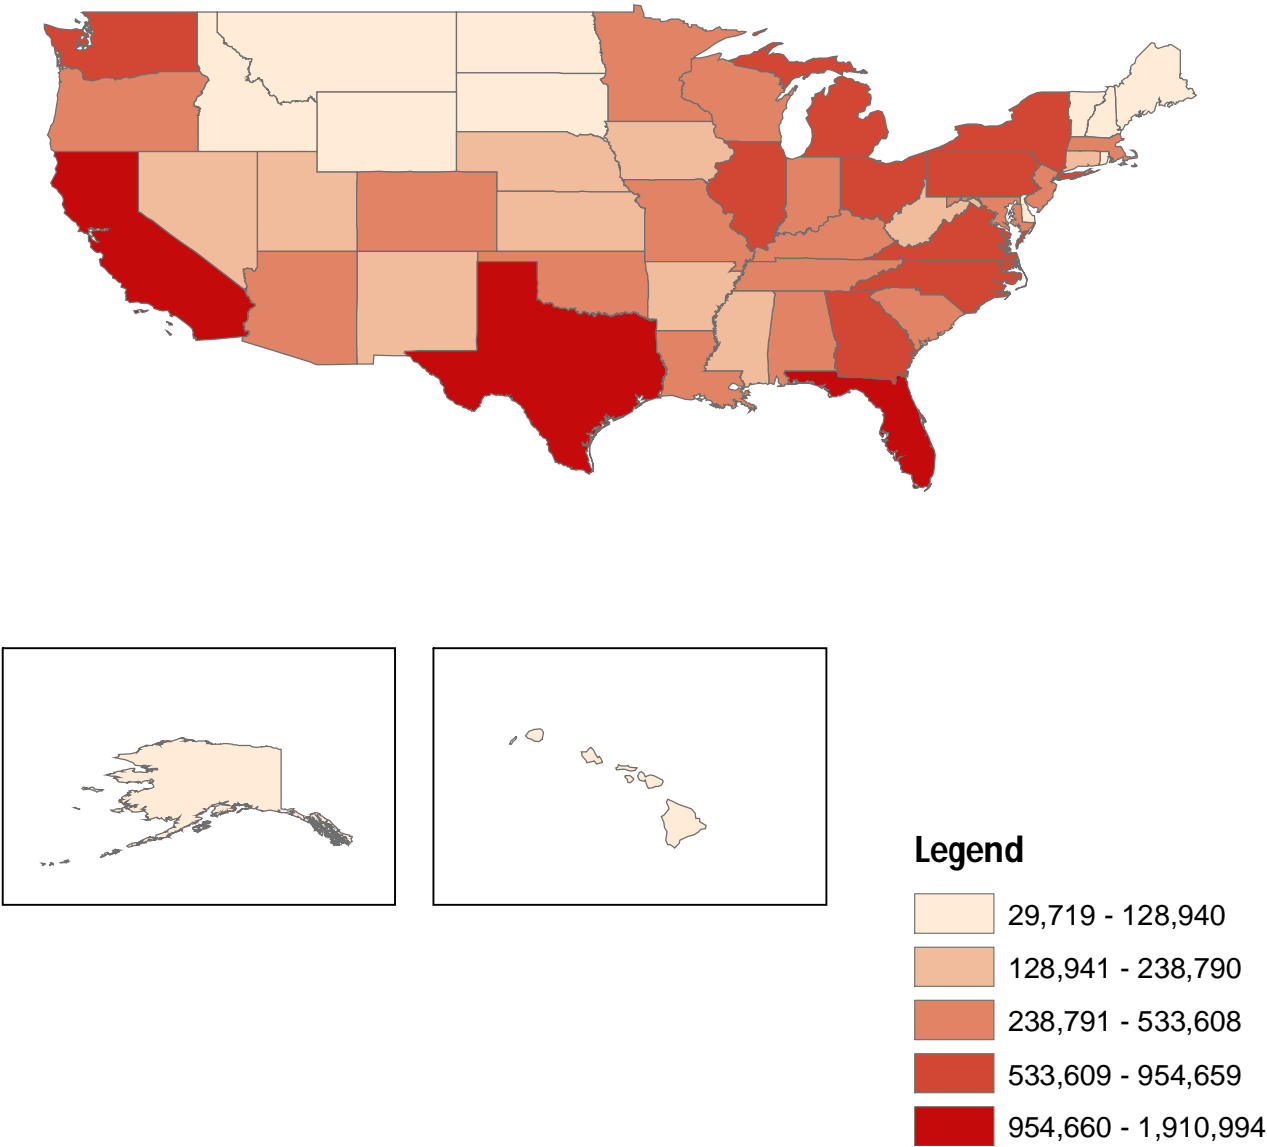 Legend
29,719 - 128,940
128,941 - 238,790
238,791 - 533,608
533,609 - 954,659
954,660 - 1,910,994